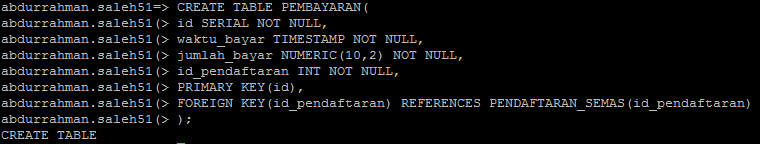 abdurrahman.saleh51=> CREATE TABLE PEMBAYARAN(
abdurrahman.saleh51(> id SERIAL NOT NULL,
abdurrahman.saleh51(> waktu_bayar TIMESTAMP NOT NULL,
abdurrahman.saleh51(> jumlah_bayar NUMERIC(10,2) NOT NULL,
abdurrahman.saleh51(> id_pendaftaran INT NOT NULL,
abdurrahman.saleh51(> PRIMARY KEY(id),
abdurrahman.saleh51(> FOREIGN KEY(id_pendaftaran) REFERENCES PENDAFTARAN_SEMAS(id_pendaftaran)
abdurrahman.saleh51(> );
CREATE TABLE